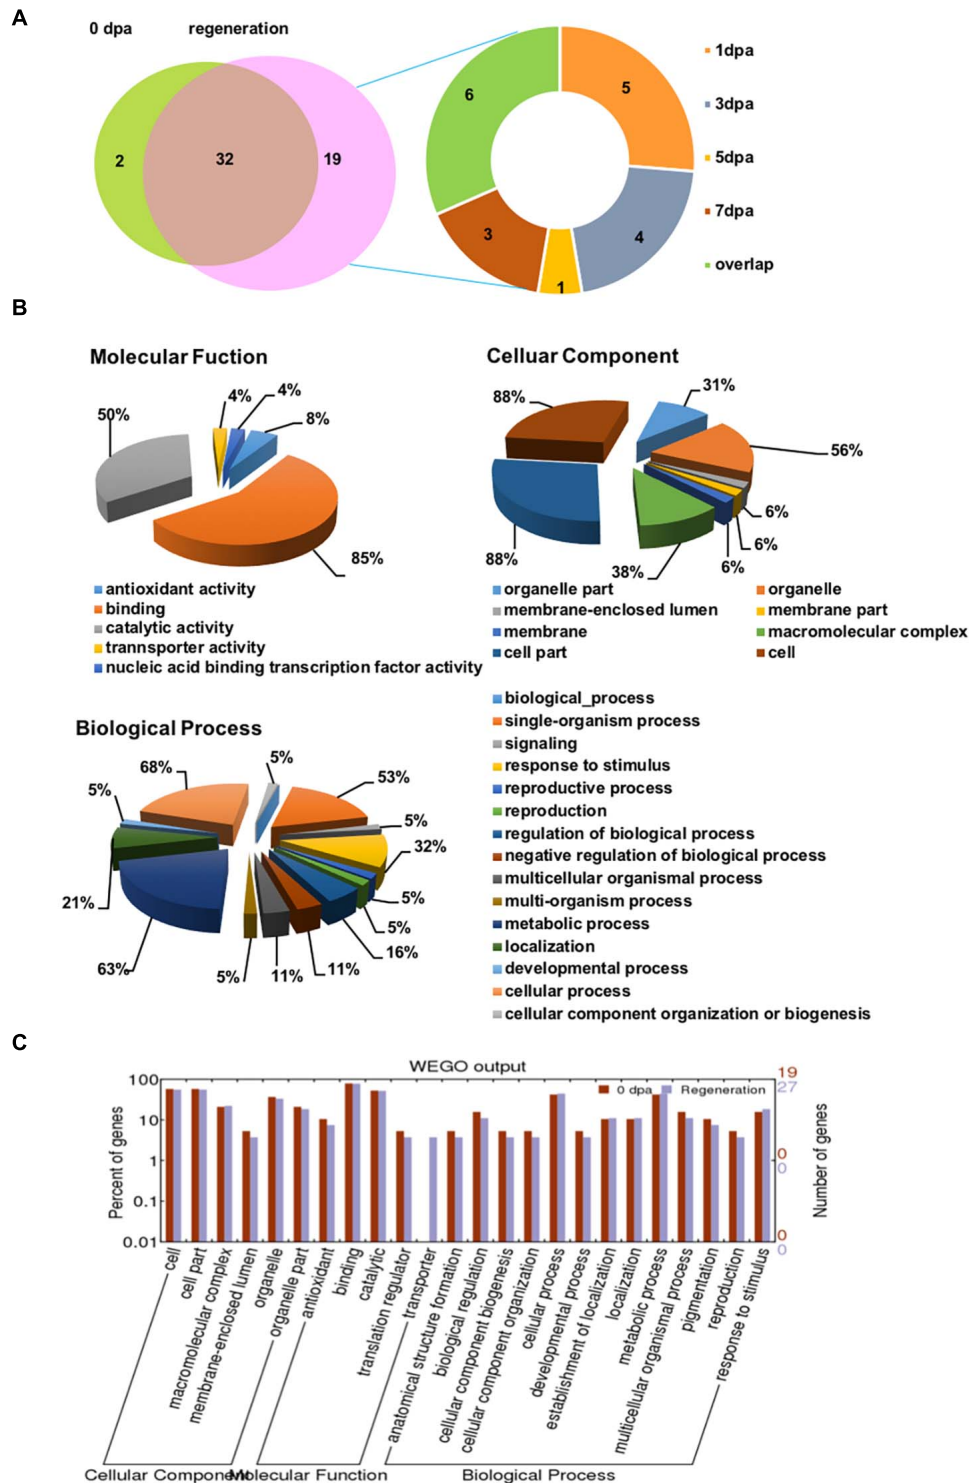 A
0 dpa
regeneration
2
32
19
6
5
4
1
3
1dpa
3dpa
5dpa
7dpa
overlap
B
Molecular Fuction
50%
4%
4%
8%
85%
antioxidant activity
binding
catalytic activity
trannsporter activity
nucleic acid binding transcription factor activity
Celluar Component
88%
31%
56%
6%
6%
6%
38%
88%
organelle part
organelle
membrane-enclosed lumen
membrane part
membrane
macromolecular complex
cell part
cell
Biological Process
68%
5%
53%
5%
5%
32%
5%
5%
16%
11%
11%
5%
63%
21%
biological_process
single-organism process
signaling
response to stimulus
reproductive process
reproduction
regulation of biological process
negative regulation of biological process
multicellular organismal process
multi-organism process
metabolic process
localization
developmental process
cellular process
cellular component organization or biogenesis
C
WEGO output
0 dpa
Regeneration
Percent of genes
100
10
1
0.1
0.01
19
27
0
0
0
0
Number of genes
cell
cell part
macromolecular complex
membrane-enclosed lumen
organelle
organelle part
antioxidant
binding
catalytic
translation regulator
transporter
anatomical structure formation
biological regulation
cellular component biogenesis
cellular component organization
cellular process
developmental process
establishment of localization
localization
metabolic process
multicellular organismal process
pigmentation
reproduction
response to stimulus
Cellular Component
Molecular Function
Biological Process